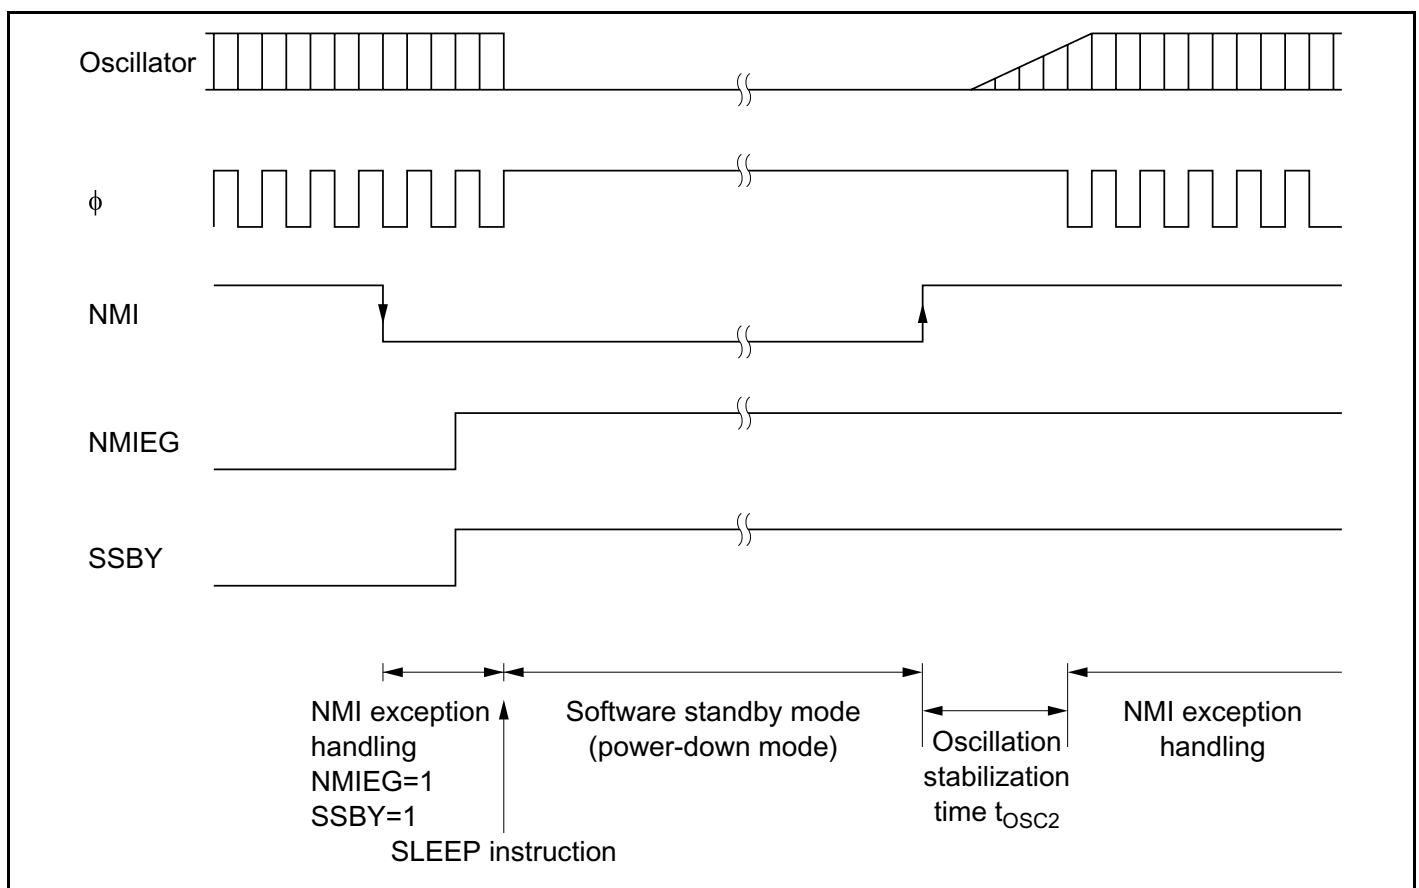 Oscillator
ϕ
NMI
NMIEG
SSBY
NMI exception
handling
NMIEG=1
SSBY=1
SLEEP instruction
Software standby mode
(power-down mode)
Oscillation
stabilization
time tOSC2
NMI exception
handling